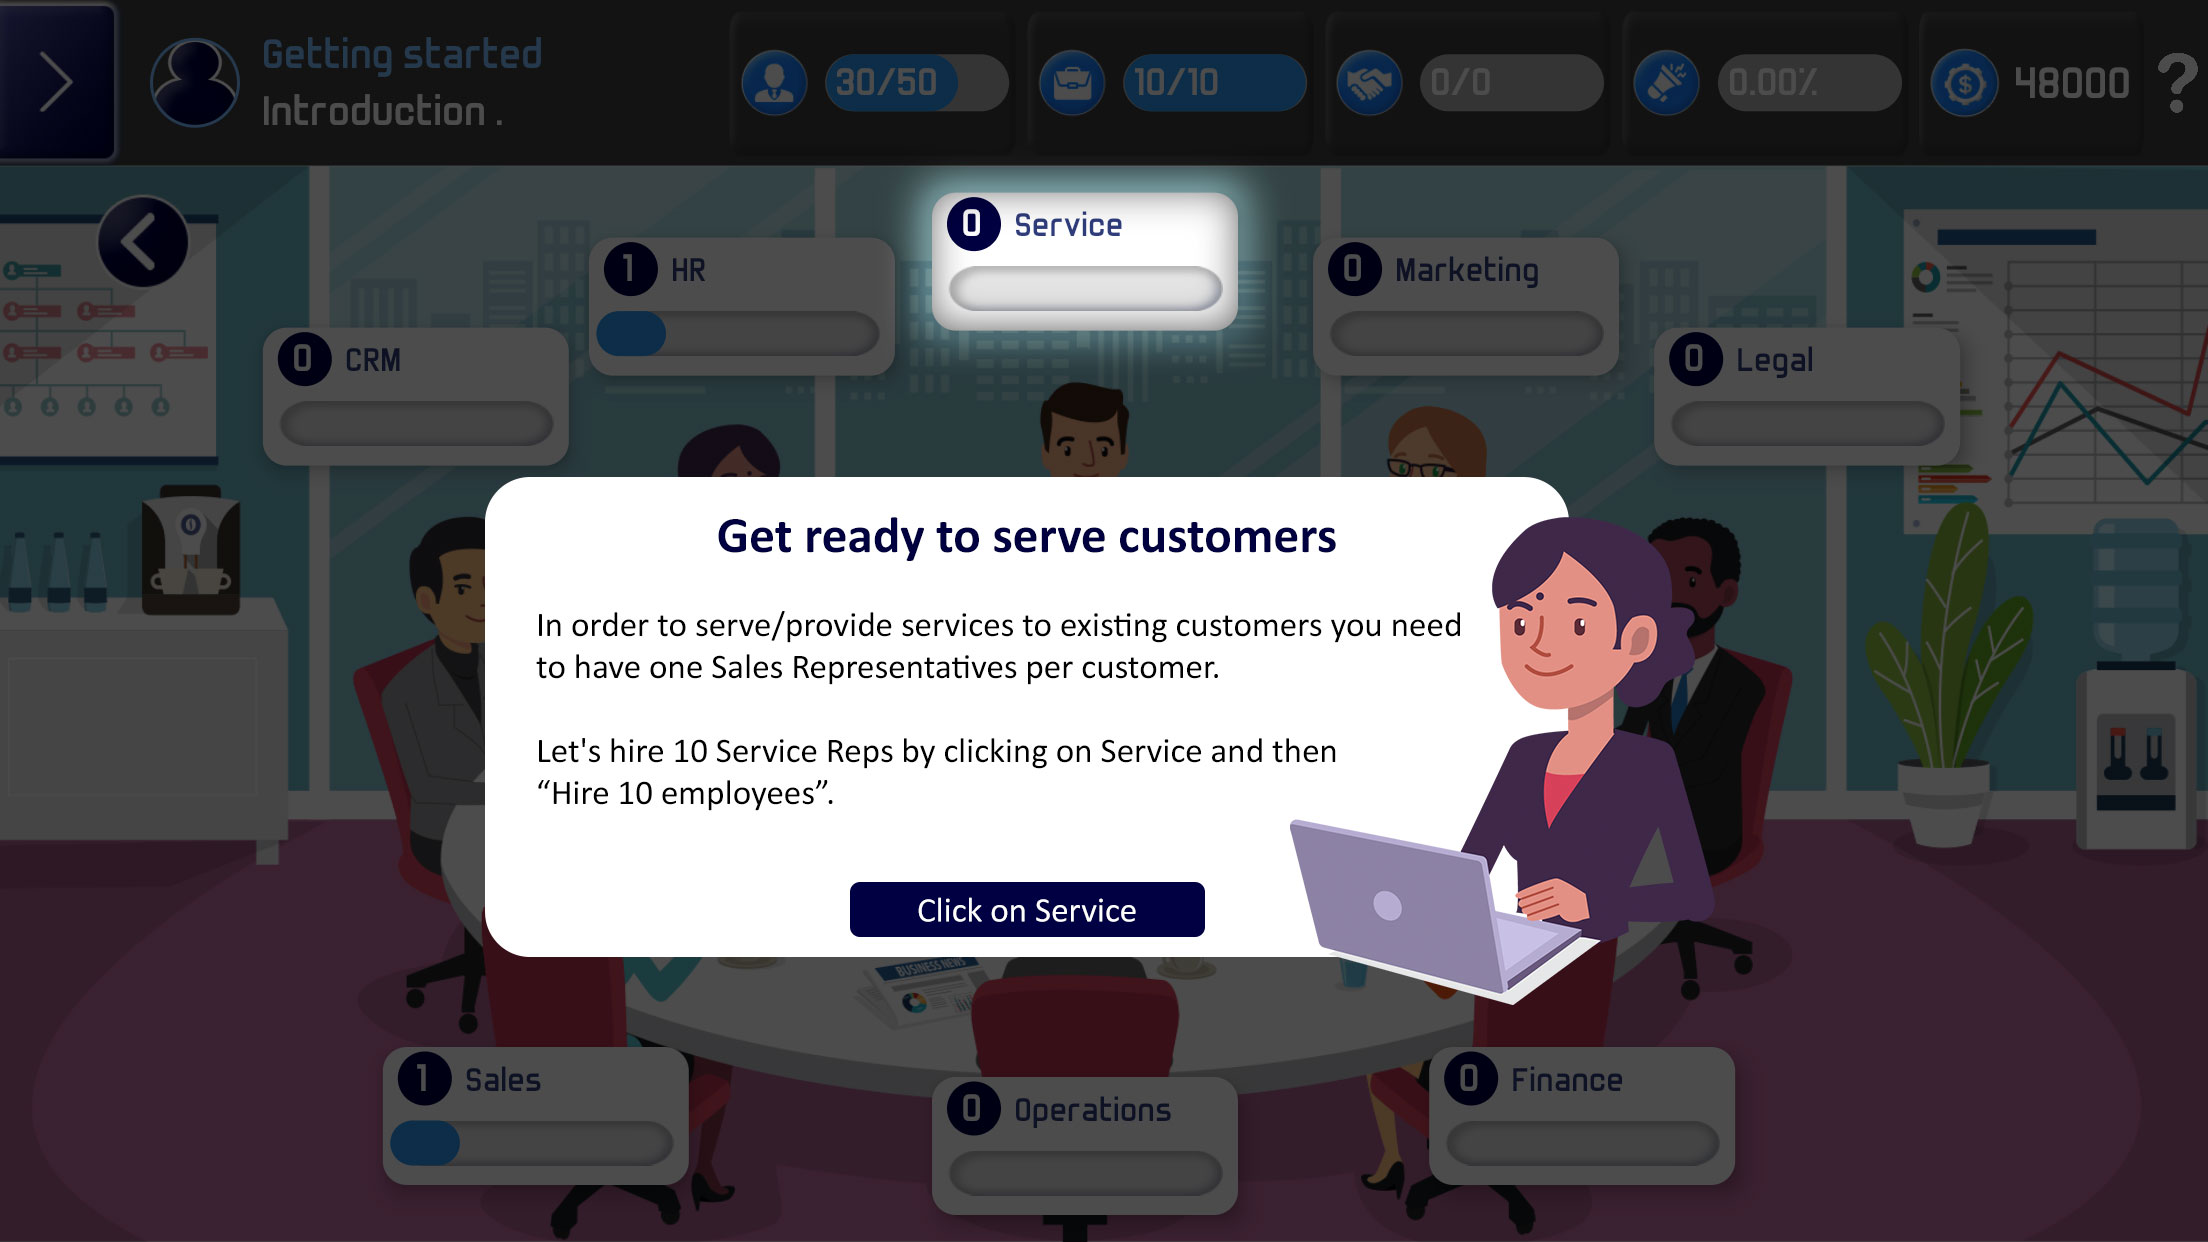 Getting started
Introduction .
30/50
10/10
0/0
0.00%
48000
?
0 Service
1 HR
0 Marketing
0 CRM
0 Legal
Get ready to serve customers
In order to serve/provide services to existing customers you need
to have one Sales Representatives per customer.
Let's hire 10 Service Reps by clicking on Service and then
“Hire 10 employees”.
Click on Service
BUSINESS NEWS
1 Sales
0 Operations
0 Finance